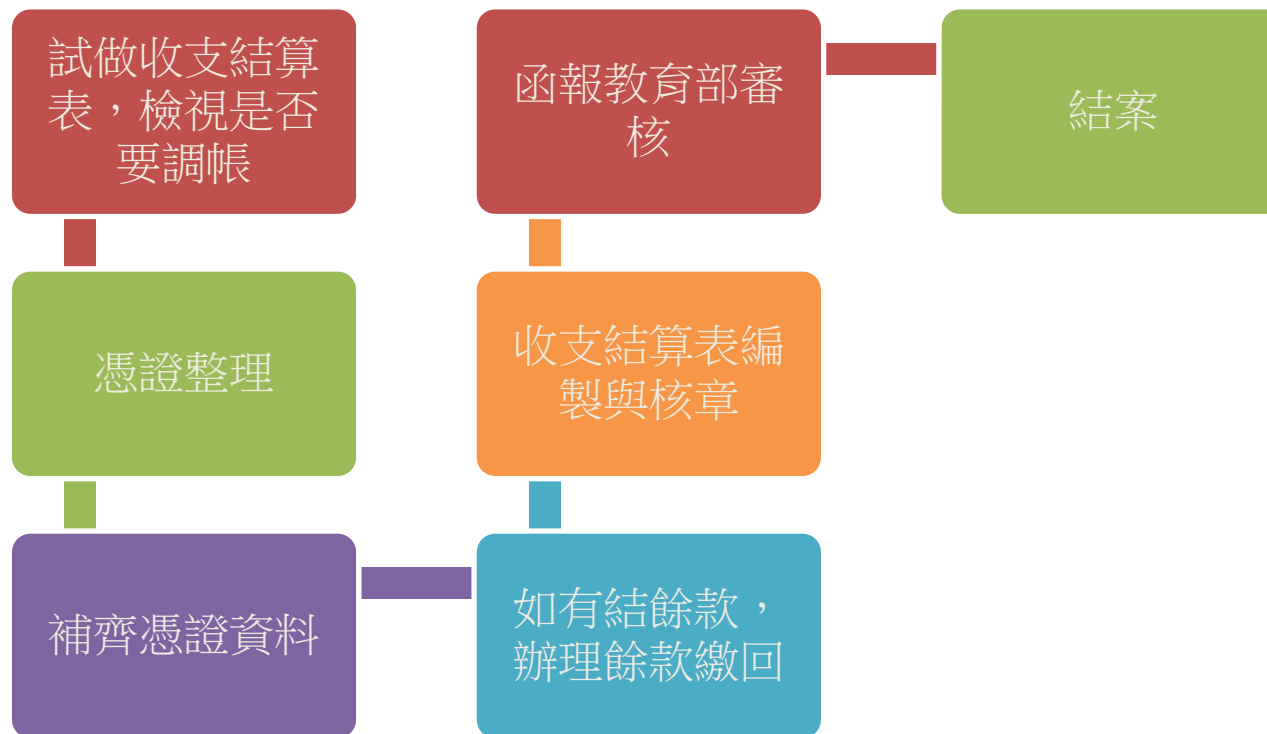 試做收支結算
表，檢視是否
要調帳
憑證整理
補齊憑證資料
如有結餘款，
辦理餘款繳回
收支結算表編
製與核章
函報教育部審
核
結案